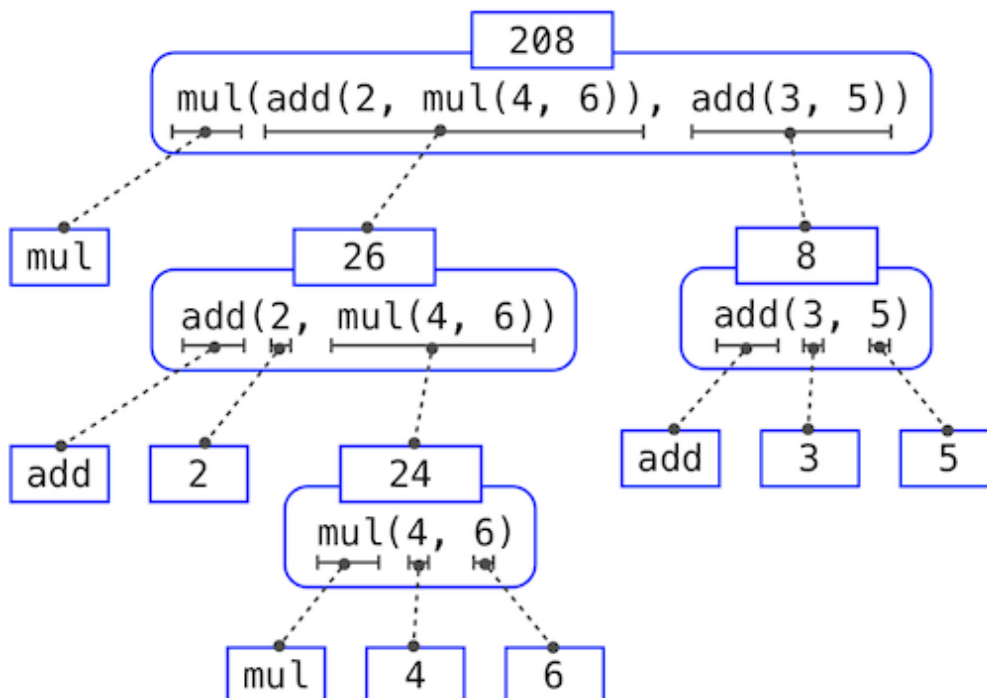 208
mul(add(2, mul(4, 6)), add(3, 5))
mul
26
8
add(2, mul(4, 6))
add(3, 5)
add
2
24
add
3
5
mul(4, 6)
mul
4
6